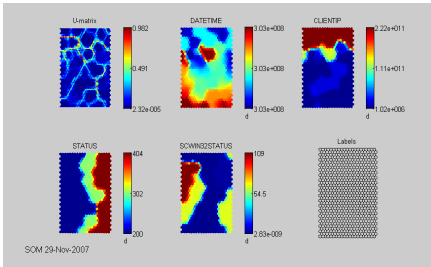 U-matrix
0.982
0.491
2.32e-005
DATETIME
3.03e+008
3.03e+008
3.03e+008
d
CLIENTIP
2.22e+011
1.11e+011
1.02e+006
d
STATUS
404
302
200
d
SCWIN32STATUS
109
54.5
2.83e-009
d
Labels
SOM 29-Nov-2007